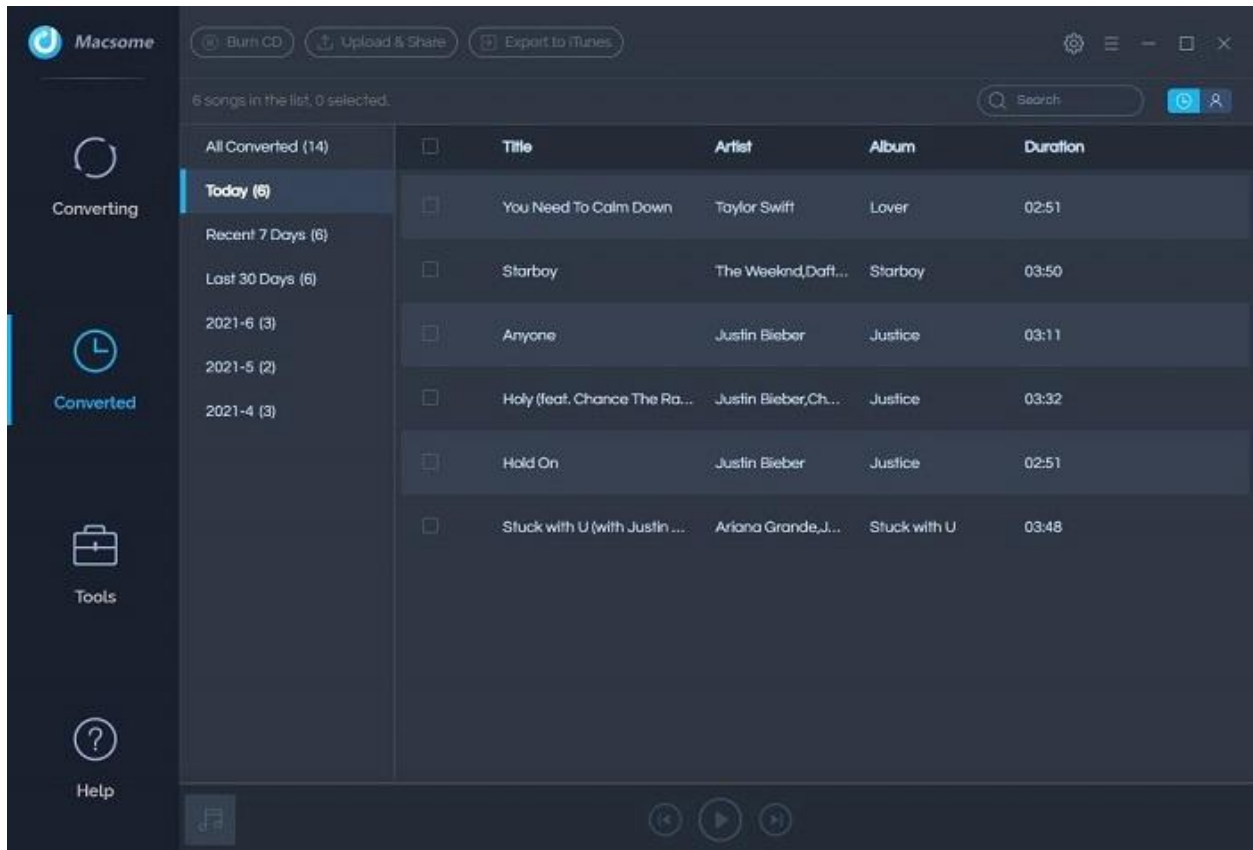 Macsome
Burn CD
Upload & Share
Export to iTunes
6 songs in the list, 0 selected.
Search
Converting
Converted
Tools
Help
All Converted (14)
Today (6)
Recent 7 Days (6)
Last 30 Days (6)
2021-6 (3)
2021-5 (2)
2021-4 (3)
Title Artist Album Duration
You Need To Calm Down Taylor Swift Lover 02:51
Starboy The Weeknd,Daft... Starboy 03:50
Anyone Justin Bieber Justice 03:11
Holy (feat. Chance The Ra... Justin Bieber,Ch... Justice 03:32
Hold On Justin Bieber Justice 02:51
Stuck with U (with Justin ... Ariana Grande,J... Stuck with U 03:48